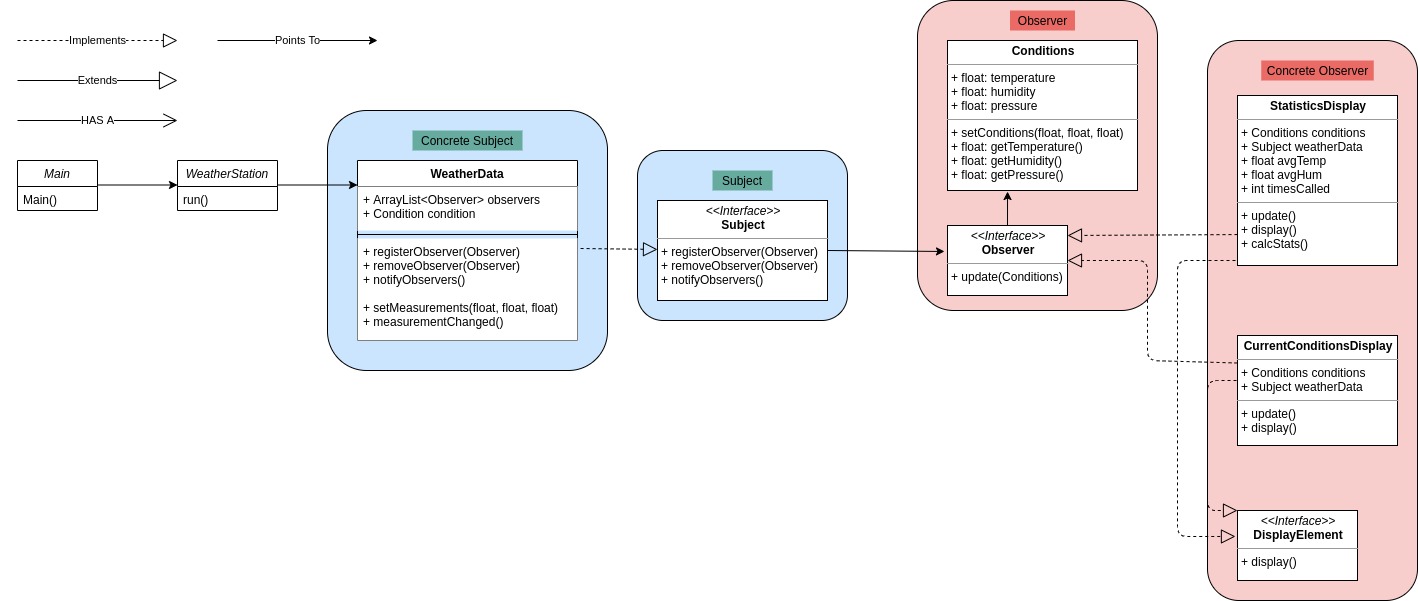 Implements
Points To
Extends
HAS A
Main
Main()
WeatherStation
run()
Concrete Subject
WeatherData
+ ArrayList<Observer> observers
+ Condition condition
+ registerObserver(Observer)
+ removeObserver(Observer)
+ notifyObservers()
+ setMeasurements(float, float, float)
+ measurementChanged()
Subject
<<Interface>>
Subject
+ registerObserver(Observer)
+ removeObserver(Observer)
+ notifyObservers()
Observer
Conditions
+ float: temperature
+ float: humidity
+ float: pressure
+ setConditions(float, float, float)
+ float: getTemperature()
+ float: getHumidity()
+ float: getPressure()
<<Interface>>
Observer
+ update(Conditions)
Concrete Observer
StatisticsDisplay
+ Conditions conditions
+ Subject weatherData
+ float avgTemp
+ float avgHum
+ int timesCalled
+ update()
+ display()
+ calcStats()
CurrentConditionsDisplay
+ Conditions conditions
+ Subject weatherData
+ update()
+ display()
<<Interface>>
DisplayElement
+ display()